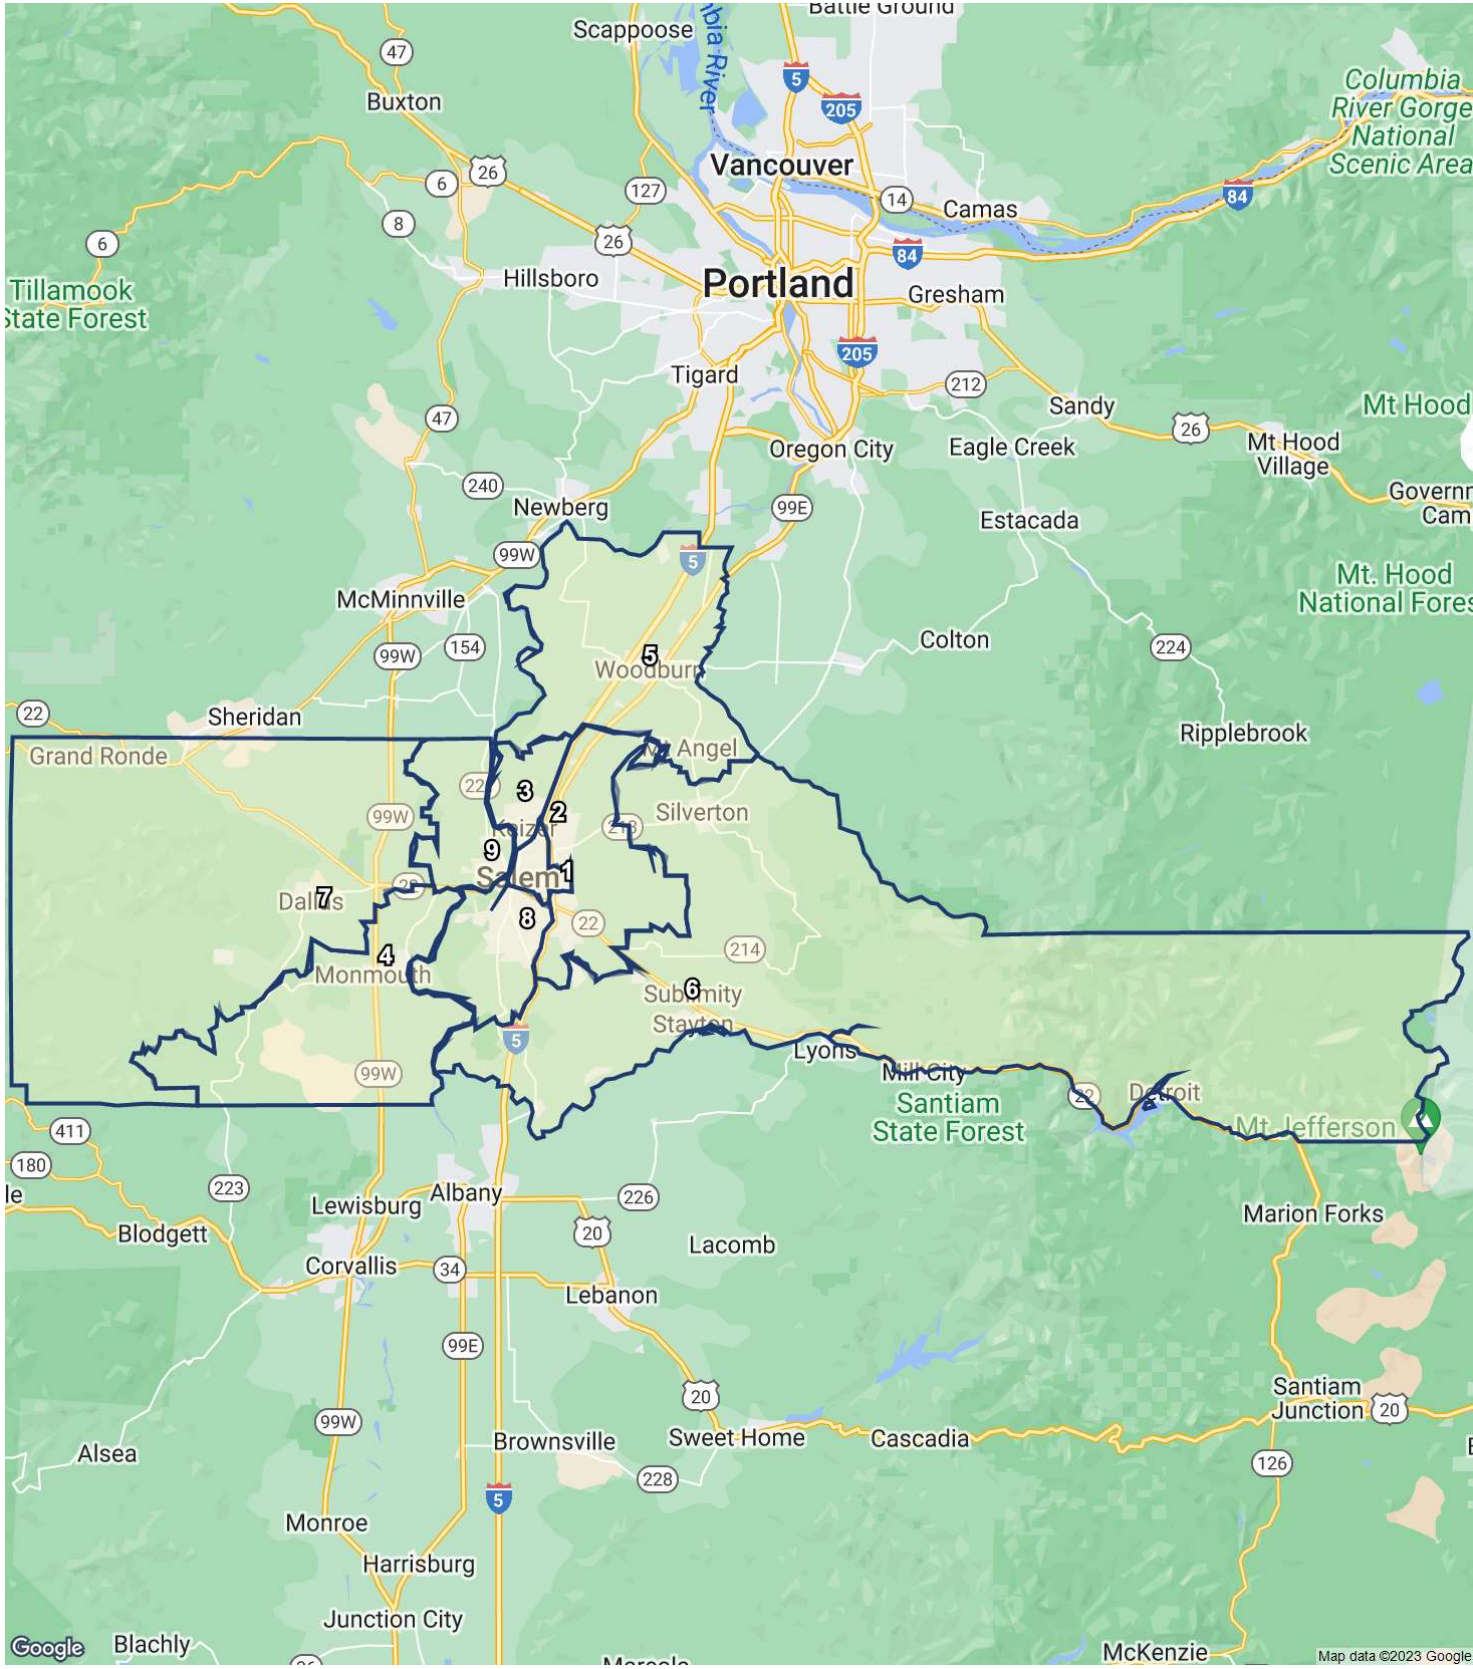 Battle Ground
Scappoose
47
5
Columbia
River Gorge
National
Scenic Area
bia River
Buxton
205
Vancouver
26
6
127
14
84
Camas
8
26
6
84
Hillsboro
Portland
Gresham
Tillamook
State Forest
205
Tigard
212
Sandy
Mt Hood
47
26
Mt Hood
Village
Oregon City
Eagle Creek
240
Newberg
99E
Estacada
Governm
Cam
99W
5
Mt. Hood
National Fores
McMinnville
Colton
154
99W
224
5
Woodburn
22
Sheridan
Ripplebrook
Grand Ronde
Mt Angel
22
3
99W
2
Silverton
Keizer
213
9
Salem
1
22
7
Dallas
8
22
4
214
Monmouth
6
Sublimity
Stayton
5
Lyons
99W
Mill City
22
Detroit
Santiam
State Forest
Mt Jefferson
411
180
223
le
Lewisburg
Albany
226
Marion Forks
Blodgett
20
Lacomb
Corvallis
34
Lebanon
99E
Santiam
Junction
20
20
99W
Brownsville
Sweet Home
Cascadia
Alsea
126
228
5
Monroe
Harrisburg
Junction City
Google
Blachly
McKenzie
Map data ©2023 Google